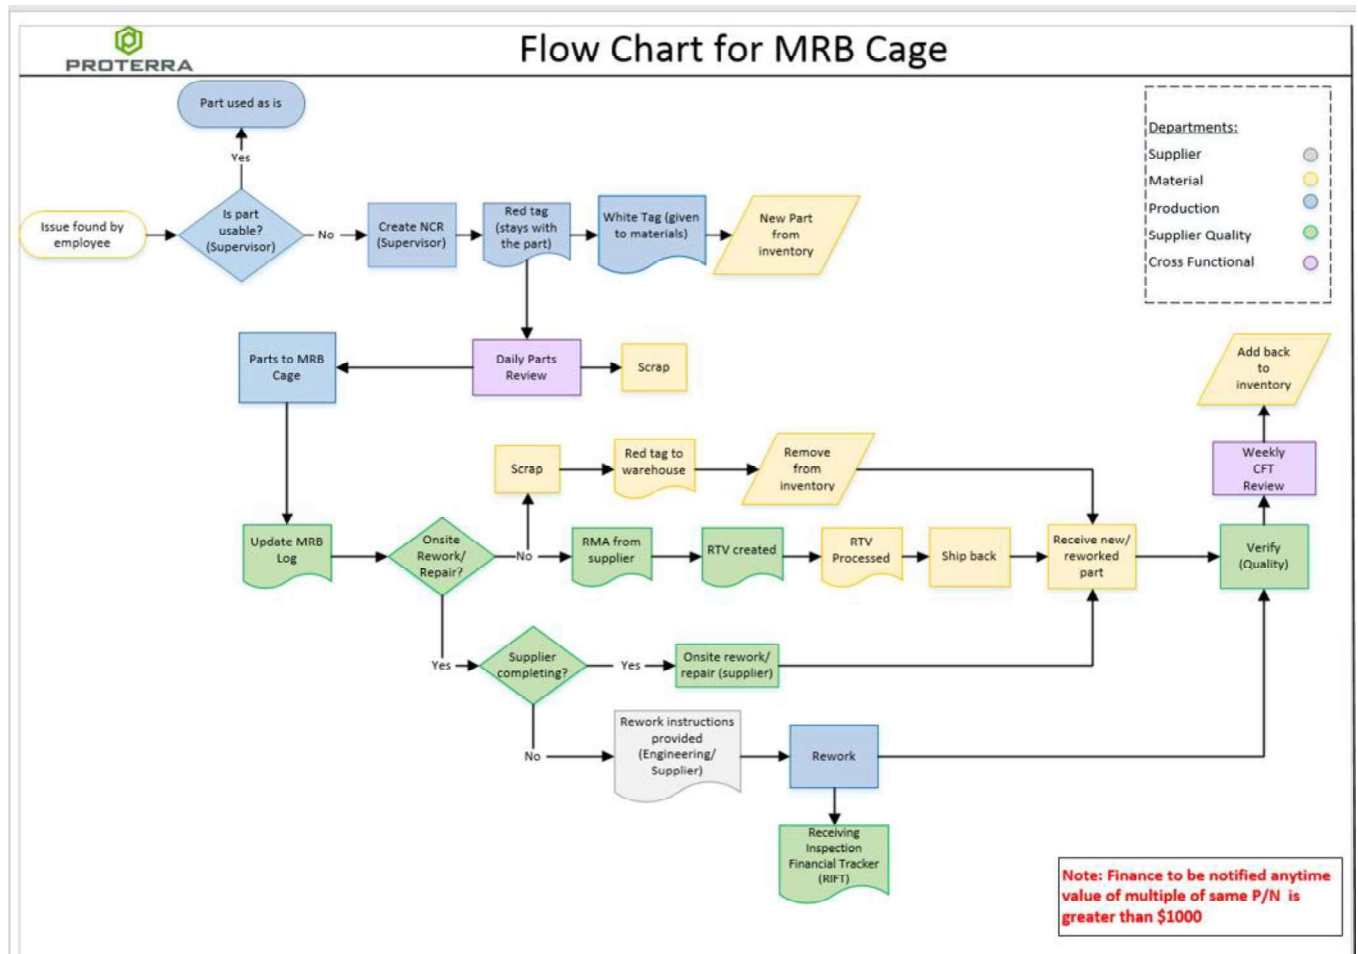 PROTERRA
Flow Chart for MRB Cage
Part used as is
Yes
Issue found by
employee
Is part
usable?
(Supervisor)
No
Create NCR
(Supervisor)
Red tag
(stays with
the part)
White Tag (given
to materials)
New Part
from
inventory
Departments:
Supplier
Material
Production
Supplier Quality
Cross Functional
Parts to MRB
Cage
Daily Parts
Review
Scrap
Add back
to
inventory
Scrap
Red tag to
warehouse
Remove
from
inventory
Weekly
CFT
Review
Update MRB
Log
Onsite
Rework/
Repair?
No
RMA from
supplier
RTV created
RTV
Processed
Ship back
Receive new/
reworked
part
Verify
(Quality)
Yes
Supplier
completing?
Yes
Onsite rework/
repair (supplier)
No
Rework instructions
provided
(Engineering/
Supplier)
Rework
Receiving
Inspection
Financial Tracker
(RIFT)
Note: Finance to be notified anytime
value of multiple of same P/N is
greater than $1000